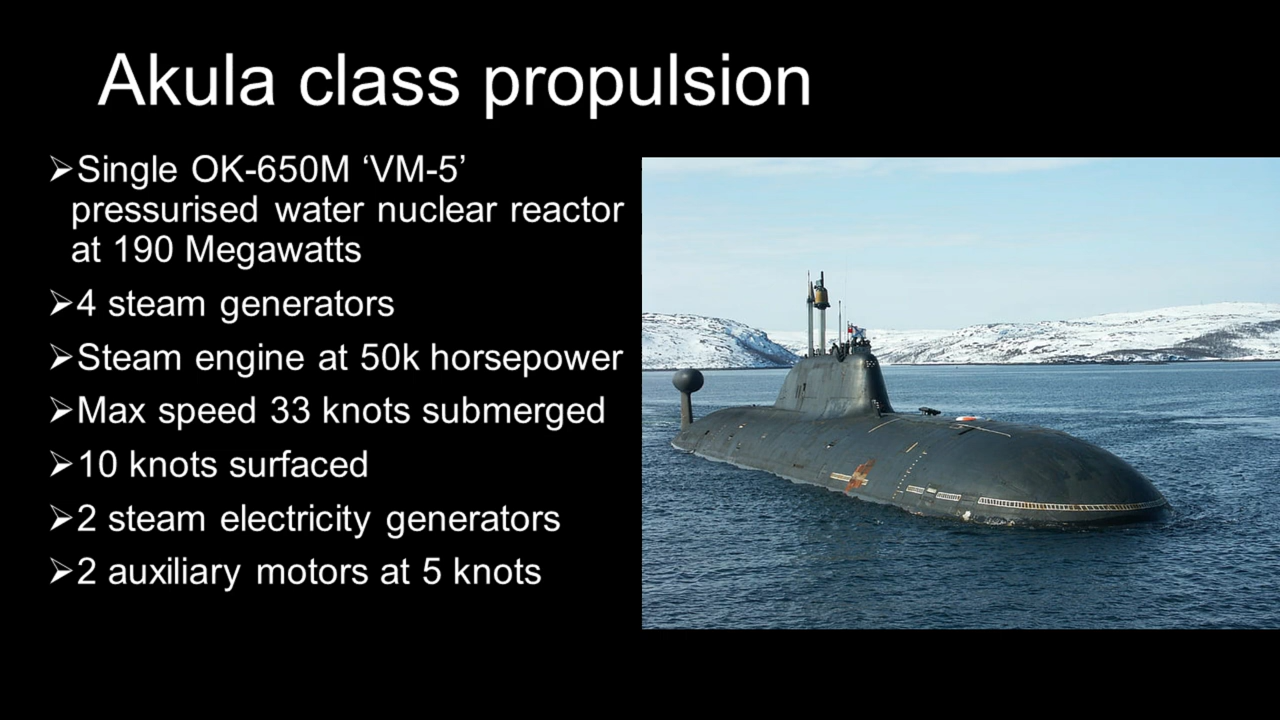 Akula class propulsion
➢Single OK-650M ‘VM-5’
pressurised water nuclear reactor
at 190 Megawatts
➢4 steam generators
➢Steam engine at 50k horsepower
➢Max speed 33 knots submerged
➢10 knots surfaced
➢2 steam electricity generators
➢2 auxiliary motors at 5 knots